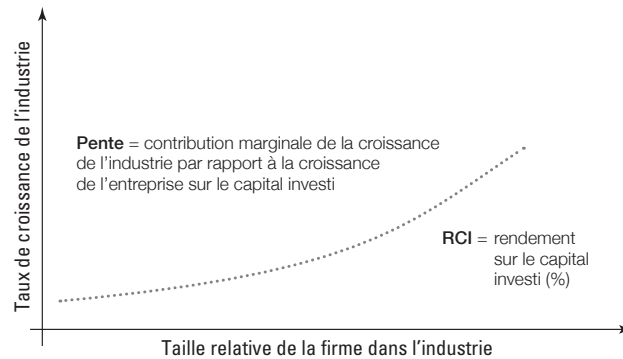 Taux de croissance de l'industrie
Pente = contribution marginale de la croissance
de l'industrie par rapport à la croissance
de l'entreprise sur le capital investi
RCI = rendement
sur le capital
investi (%)
Taille relative de la firme dans l'industrie